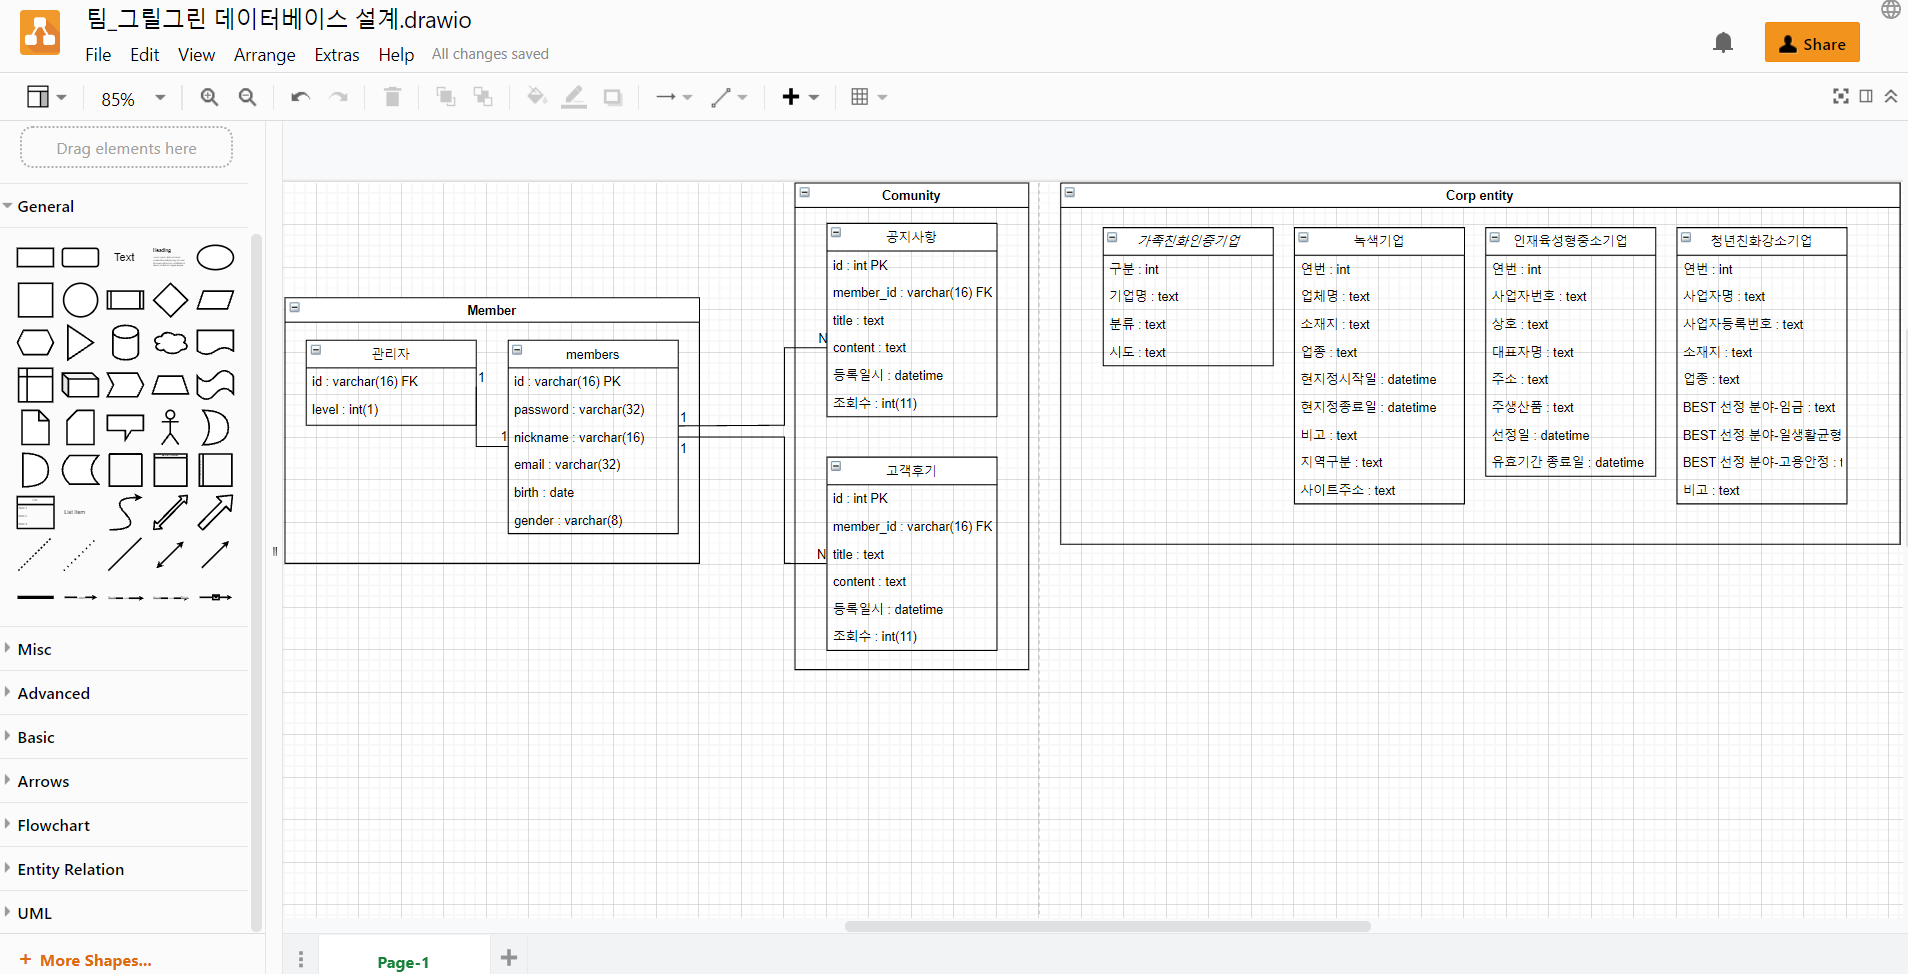 팀_그릴그린 데이터베이스 설계.drawio
File Edit View Arrange Extras Help All changes saved
Share
85%
Drag elements here
General
Text
Heading
List Item
Misc
Advanced
Basic
Arrows
Flowchart
Entity Relation
UML
+ More Shapes...
Member
관리자
id : varchar(16) FK
level : int(1)
1
1
members
id : varchar(16) PK
password : varchar(32)
nickname : varchar(16)
email : varchar(32)
birth : date
gender : varchar(8)
1
1
N
N
Comunity
공지사항
id : int PK
member_id : varchar(16) FK
title : text
content : text
등록일시 : datetime
조회수 : int(11)
고객후기
id : int PK
member_id : varchar(16) FK
title : text
content : text
등록일시 : datetime
조회수 : int(11)
Corp entity
가족친화인증기업
구분 : int
기업명 : text
분류 : text
시도 : text
녹색기업
연번 : int
업체명 : text
소재지 : text
업종 : text
현지정시작일 : datetime
현지정종료일 : datetime
비고 : text
지역구분 : text
사이트주소 : text
인재육성형중소기업
연번 : int
사업자번호 : text
상호 : text
대표자명 : text
주소 : text
주생산품 : text
선정일 : datetime
유효기간 종료일 : datetime
청년친화강소기업
연번 : int
사업자명 : text
사업자등록번호 : text
소재지 : text
업종 : text
BEST 선정 분야-임금 : text
BEST 선정 분야-일생활균형
BEST 선정 분야-고용안정 : t
비고 : text
Page-1